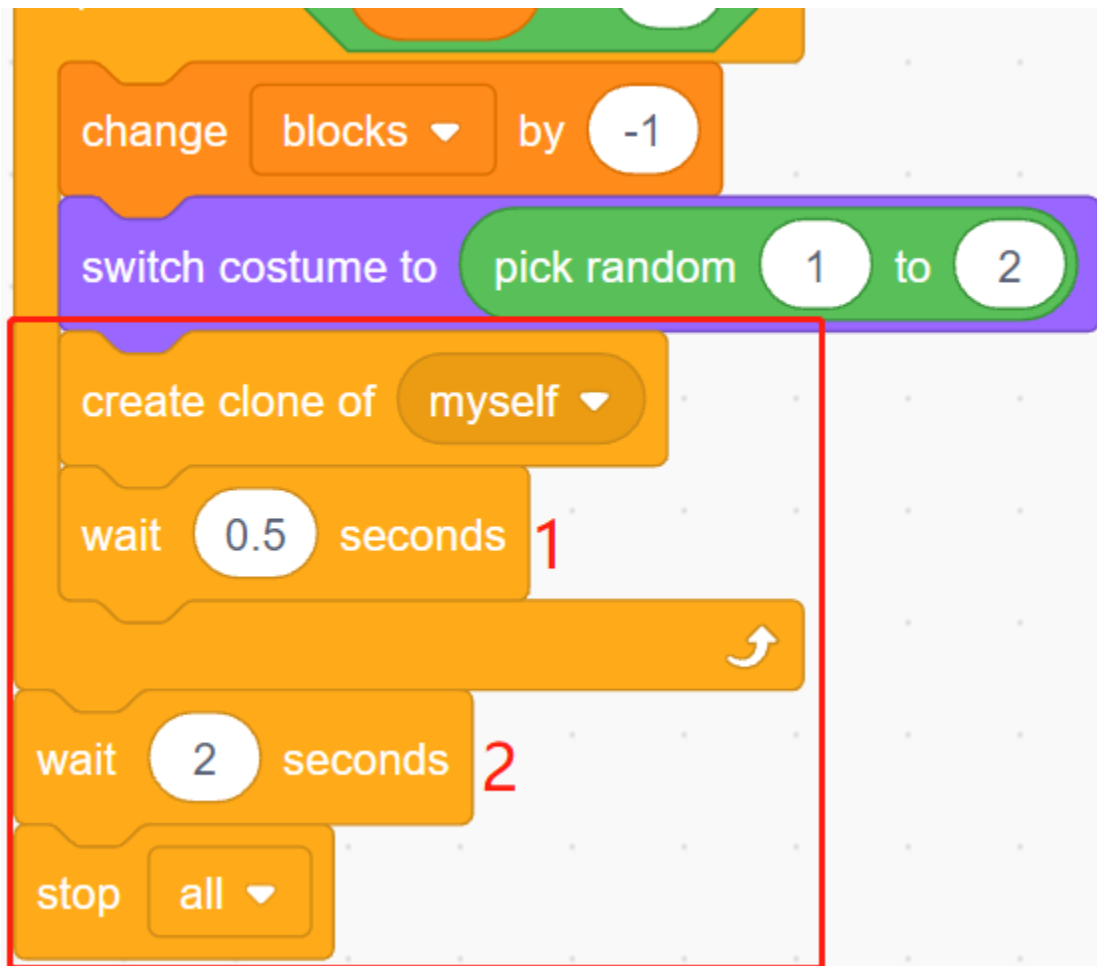 change blocks by -1
switch costume to pick random 1 to 2
create clone of myself
wait 0.5 seconds 1
wait 2 seconds 2
stop all